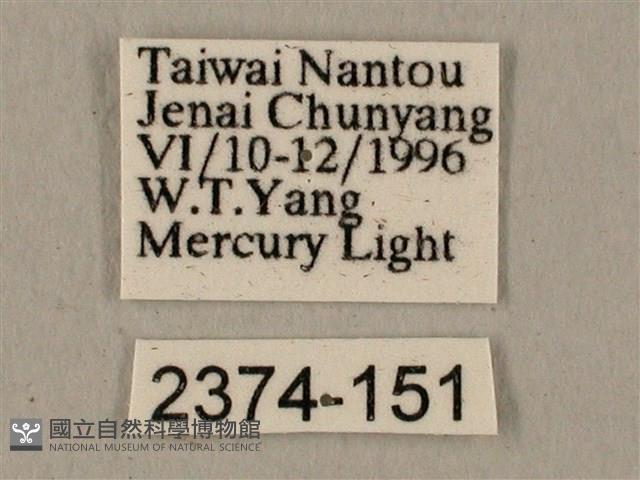 Taiwai Nantou
Jenai Chunyang
VI/10-12/1996
W.T.Yang
Mercury Light
2374-151
國立自然科學博物館
NATIONAL MUSEUM OF NATURAL SCIENCE